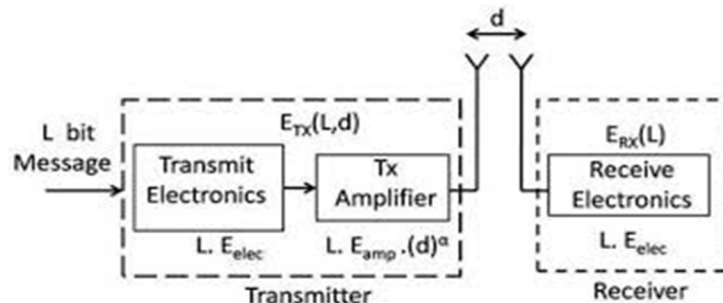 d
L bit
Message
E_TX(L,d)
Transmit
Electronics
L. E_elec
Tx
Amplifier
L. E_amp .(d)^α
Transmitter
E_RX(L)
Receive
Electronics
L. E_elec
Receiver